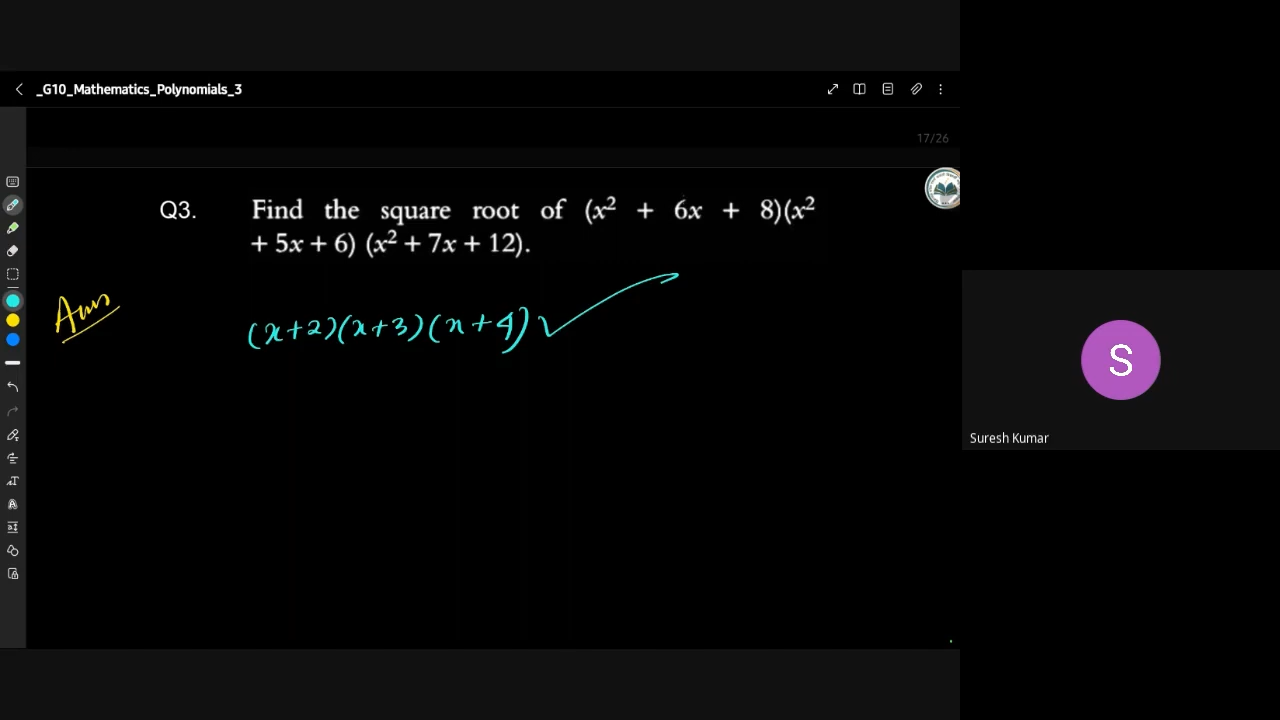 _G10_Mathematics_Polynomials_3
17/26
Q3. Find the square root of (x² + 6x + 8)(x²
+ 5x + 6) (x² + 7x + 12).
Ans
(x+2)(x+3)(x+4)
S
Suresh Kumar